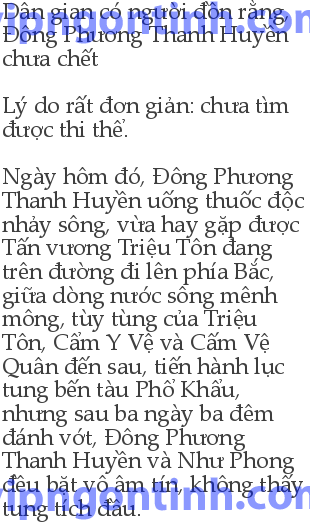 Dân gian có người đồn rằng,
Đông Phương Thanh Huyền
chưa chết
Lý do rất đơn giản: chưa tìm
được thi thể.
Ngày hôm đó, Đông Phương
Thanh Huyền uống thuốc độc
nhảy sông, vừa hay gặp được
Tấn vương Triệu Tôn đang
trên đường đi lên phía Bắc,
giữa dòng nước sông mênh
mông, tùy tùng của Triệu
Tôn, Cẩm Y Vệ và Cấm Vệ
Quân đến sau, tiến hành lục
tung bến tàu Phổ Khẩu,
nhưng sau ba ngày ba đêm
đánh vớt, Đông Phương
Thanh Huyền và Như Phong
đều bặt vô âm tín, không thấy
tung tích đâu.
vipngontinh.com
vipngontinh.com